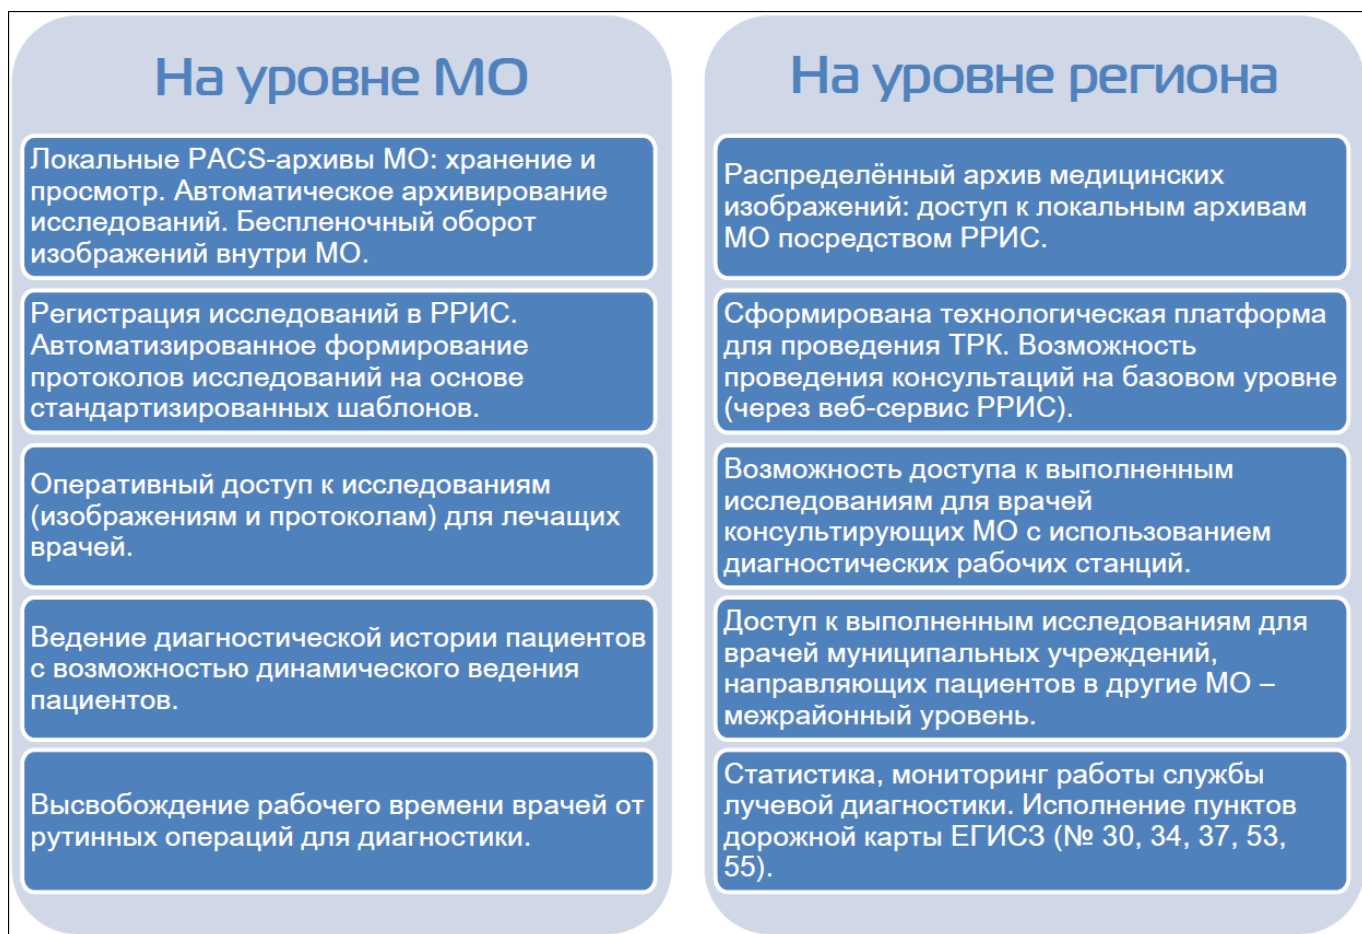 На уровне МО
Локальные PACS-архивы МО: хранение и
просмотр. Автоматическое архивирование
исследований. Беспленочный оборот
изображений внутри МО.
Регистрация исследований в РРИС.
Автоматизированное формирование
протоколов исследований на основе
стандартизированных шаблонов.
Оперативный доступ к исследованиям
(изображениям и протоколам) для лечащих
врачей.
Ведение диагностической истории пациентов
с возможностью динамического ведения
пациентов.
Высвобождение рабочего времени врачей от
рутинных операций для диагностики.
На уровне региона
Распределённый архив медицинских
изображений: доступ к локальным архивам
МО посредством РРИС.
Сформирована технологическая платформа
для проведения ТРК. Возможность
проведения консультаций на базовом уровне
(через веб-сервис РРИС).
Возможность доступа к выполненным
исследованиям для врачей
консультирующих МО с использованием
диагностических рабочих станций.
Доступ к выполненным исследованиям для
врачей муниципальных учреждений,
направляющих пациентов в другие МО –
межрайонный уровень.
Статистика, мониторинг работы службы
лучевой диагностики. Исполнение пунктов
дорожной карты ЕГИСЗ (№ 30, 34, 37, 53,
55).